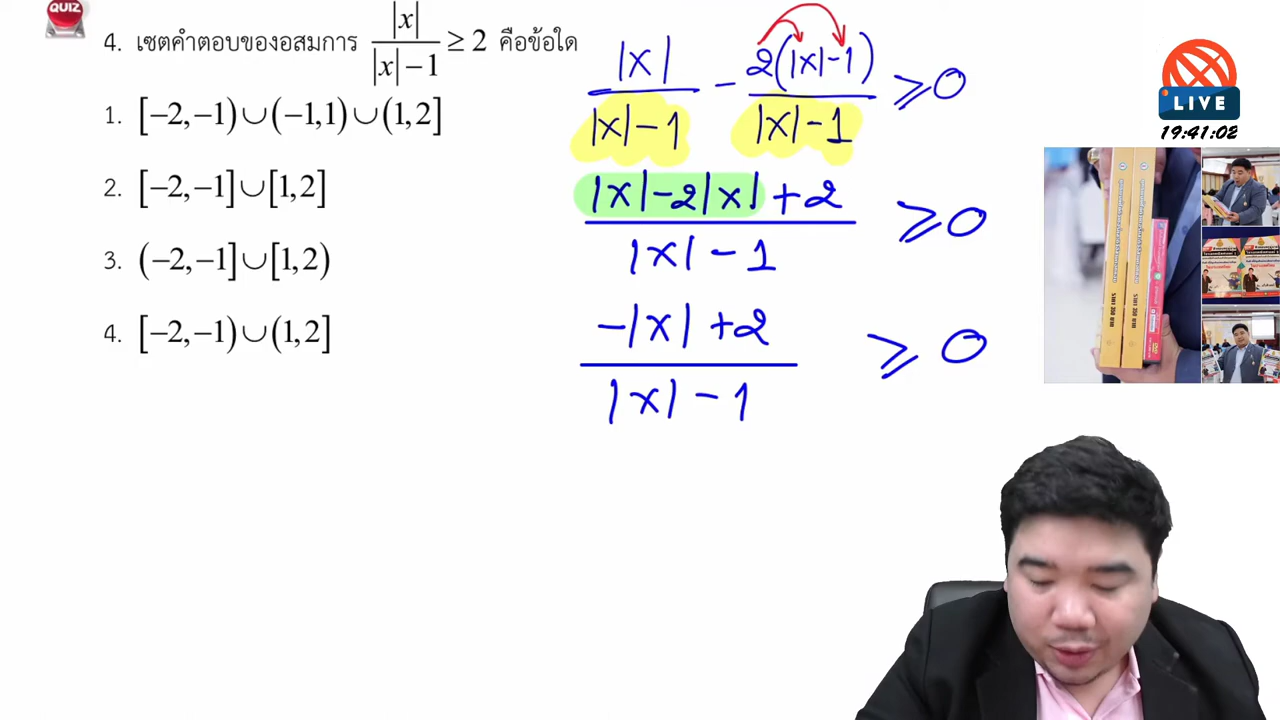 QUIZ
4. เซตคำตอบของอสมการ |x| / (|x| − 1) ≥ 2 คือข้อใด
1. [−2,−1) ∪ (−1,1) ∪ (1,2]
2. [−2,−1] ∪ [1,2]
3. (−2,−1] ∪ [1,2)
4. [−2,−1) ∪ (1,2]
|x| / (|x| − 1) − 2(|x| − 1) / (|x| − 1) ≥ 0
(|x| − 2|x| + 2) / (|x| − 1) ≥ 0
(−|x| + 2) / (|x| − 1) ≥ 0
LIVE
19:41:02